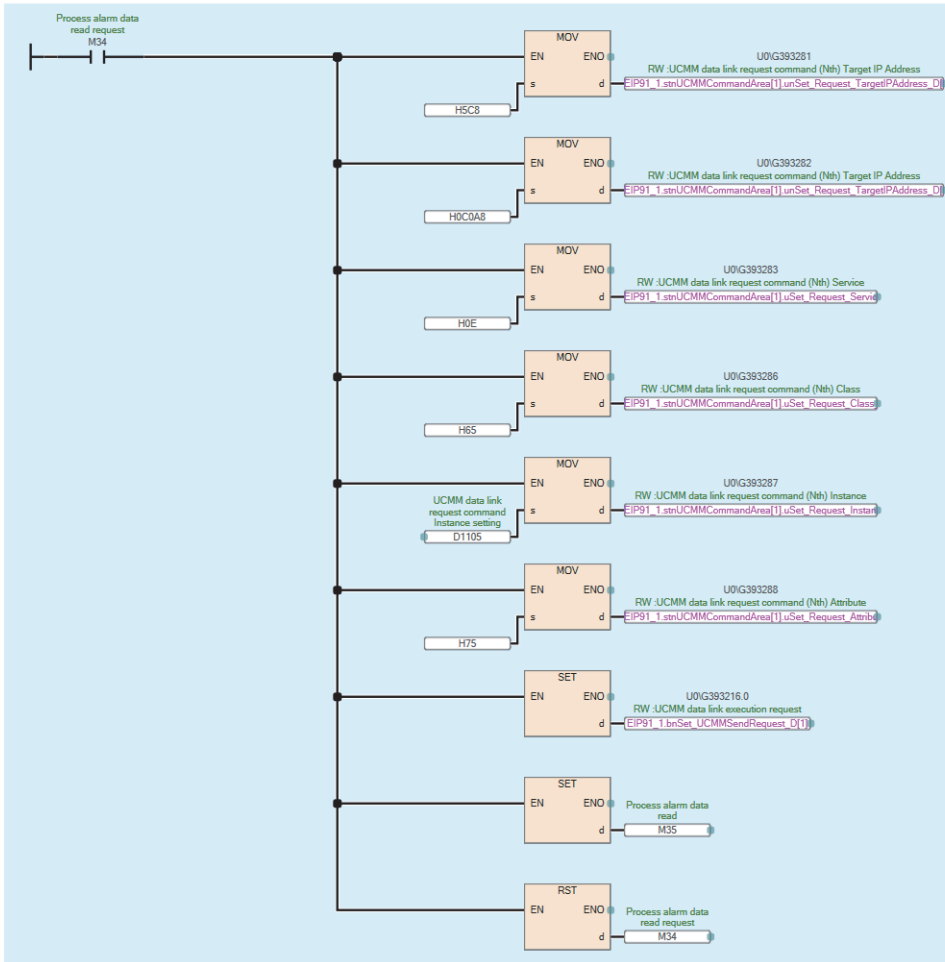 Process alarm data
read request
M34
MOV
EN
ENO
s
d
H5C8
U0\G393281
RW :UCMM data link request command (Nth) Target IP Address
EIP91_1.stnUCMMCommandArea[1].unSet_Request_TargetIPAddress_D[
MOV
EN
ENO
s
d
H0C0A8
U0\G393282
RW :UCMM data link request command (Nth) Target IP Address
EIP91_1.stnUCMMCommandArea[1].unSet_Request_TargetIPAddress_D[
MOV
EN
ENO
s
d
H0E
U0\G393283
RW :UCMM data link request command (Nth) Service
EIP91_1.stnUCMMCommandArea[1].uSet_Request_Servic
MOV
EN
ENO
s
d
H65
U0\G393286
RW :UCMM data link request command (Nth) Class
EIP91_1.stnUCMMCommandArea[1].uSet_Request_Class
MOV
EN
ENO
s
d
UCMM data link
request command
Instance setting
D1105
U0\G393287
RW :UCMM data link request command (Nth) Instance
EIP91_1.stnUCMMCommandArea[1].uSet_Request_Instan
MOV
EN
ENO
s
d
H75
U0\G393288
RW :UCMM data link request command (Nth) Attribute
EIP91_1.stnUCMMCommandArea[1].uSet_Request_Attribu
SET
EN
ENO
d
U0\G393216.0
RW :UCMM data link execution request
EIP91_1.bnSet_UCMMSendRequest_D[1]
SET
EN
ENO
d
Process alarm data
read
M35
RST
EN
ENO
d
Process alarm data
read request
M34